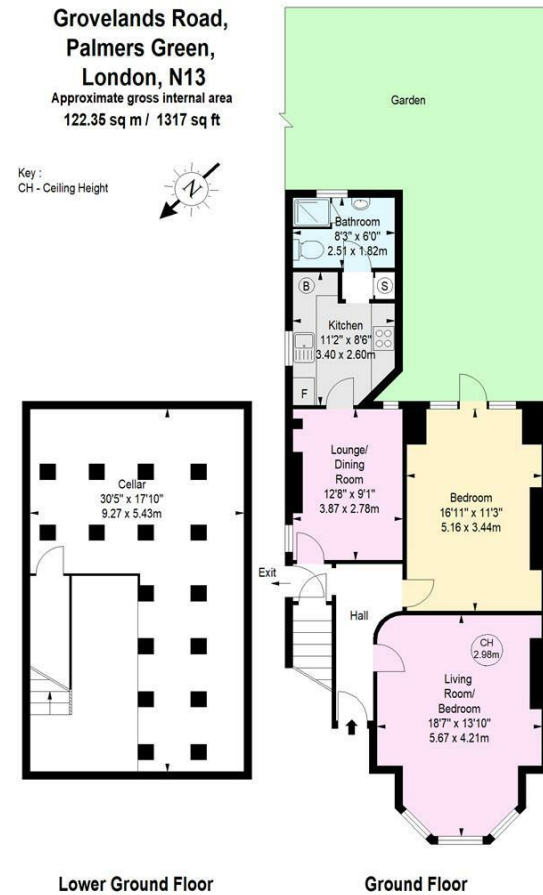 Grovelands Road,
Palmers Green,
London, N13
Approximate gross internal area
122.35 sq m / 1317 sq ft
Key :
CH - Ceiling Height
N
Garden
Bathroom
8'3" x 6'0"
2.51 x 1.82m
B
S
Kitchen
11'2" x 8'6"
3.40 x 2.60m
F
Lounge/
Dining
Room
12'8" x 9'1"
3.87 x 2.78m
Bedroom
16'11" x 11'3"
5.16 x 3.44m
Cellar
30'5" x 17'10"
9.27 x 5.43m
Exit
Hall
CH
2.98m
Living
Room/
Bedroom
18'7" x 13'10"
5.67 x 4.21m
Lower Ground Floor
Ground Floor